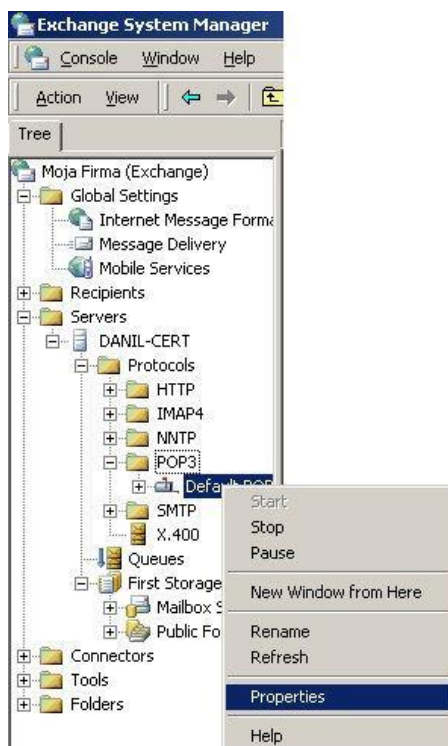 Exchange System Manager
Console Window Help
Action View
Tree
Moja Firma (Exchange)
Global Settings
Internet Message Forma
Message Delivery
Mobile Services
Recipients
Servers
DANIL-CERT
Protocols
HTTP
IMAP4
NNTP
POP3
Default POP
Start
SMTP
Stop
X.400
Pause
Queues
First Storage
New Window from Here
Mailbox S
Public Fo
Rename
Connectors
Refresh
Tools
Properties
Folders
Help